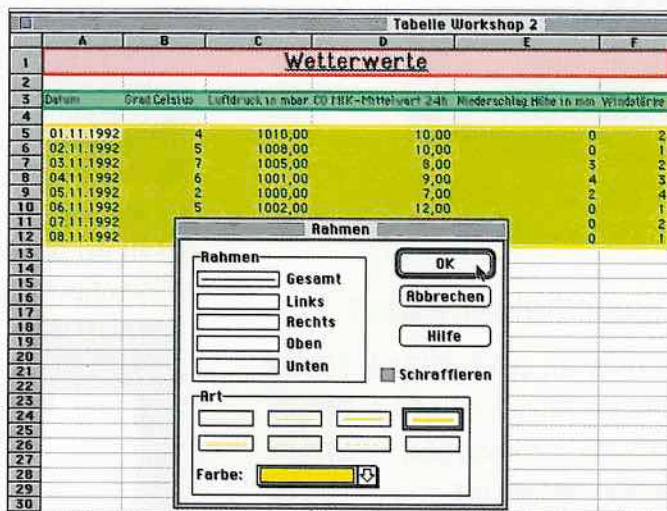 Tabelle Workshop 2
A B C D E F
1 Wetterwerte
2
3 Datum Grad Celsius Luftdruck in mbar CO MIK-Mittelwert 24h Niederschlag Höhe in mm Windstärke
4
5 01.11.1992 4 1010,00 10,00 0 2
6 02.11.1992 5 1008,00 10,00 0 1
7 03.11.1992 7 1005,00 8,00 3 2
8 04.11.1992 6 1001,00 9,00 4 3
9 05.11.1992 2 1000,00 7,00 2 4
10 06.11.1992 5 1002,00 12,00 0 1
11 07.11.1992 0 2
12 08.11.1992 0 1
13
14
15
16
17
18
19
20
21
22
23
24
25
26
27
28
29
30
Rahmen
Rahmen
Gesamt
Links
Rechts
Oben
Unten
OK
Abbrechen
Hilfe
Schraffieren
Art
Farbe: